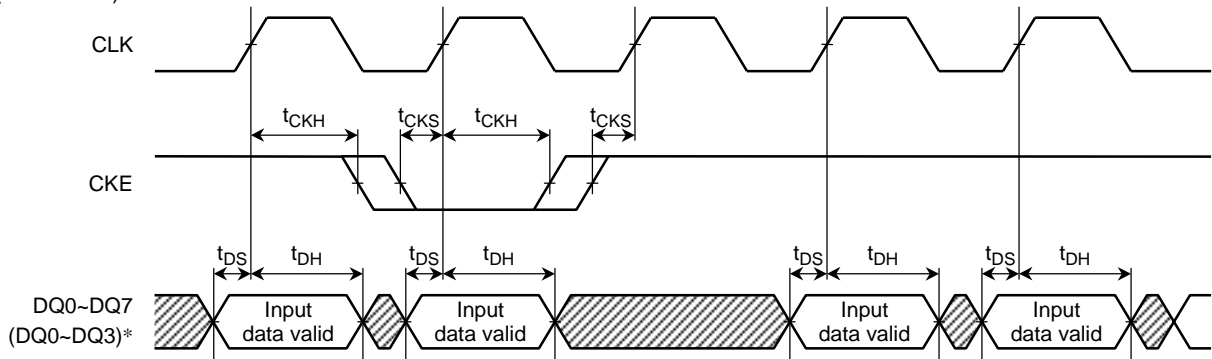 CLK
tCKH tCKS tCKH tCKS
CKE
tDS tDH tDS tDH tDS tDH tDS tDH
DQ0~DQ7
(DQ0~DQ3)*
Input
data valid
Input
data valid
Input
data valid
Input
data valid